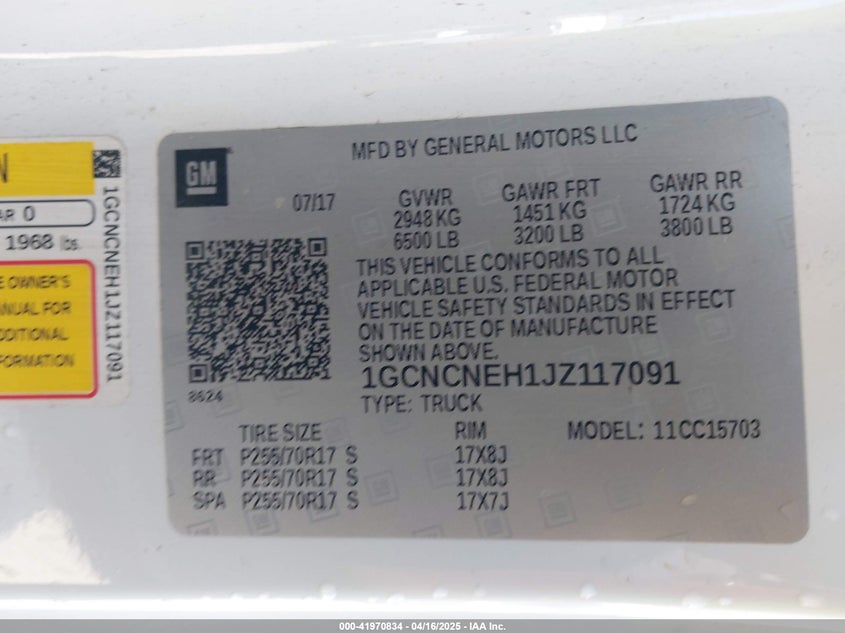 N
AR 0
1968 lbs.
E OWNER'S
ANUAL FOR
DDITIONAL
FORMATION
1GCNCNEH1JZ117091
GM
MFD BY GENERAL MOTORS LLC
07/17
GVWR GAWR FRT GAWR RR
2948 KG 1451 KG 1724 KG
6500 LB 3200 LB 3800 LB
THIS VEHICLE CONFORMS TO ALL
APPLICABLE U.S. FEDERAL MOTOR
VEHICLE SAFETY STANDARDS IN EFFECT
ON THE DATE OF MANUFACTURE
SHOWN ABOVE.
8624
1GCNCNEH1JZ117091
TYPE: TRUCK
TIRE SIZE RIM MODEL: 11CC15703
FRT P255/70R17 S 17X8J
RR P255/70R17 S 17X8J
SPA P255/70R17 S 17X7J
000-41970834 - 04/16/2025 - IAA Inc.